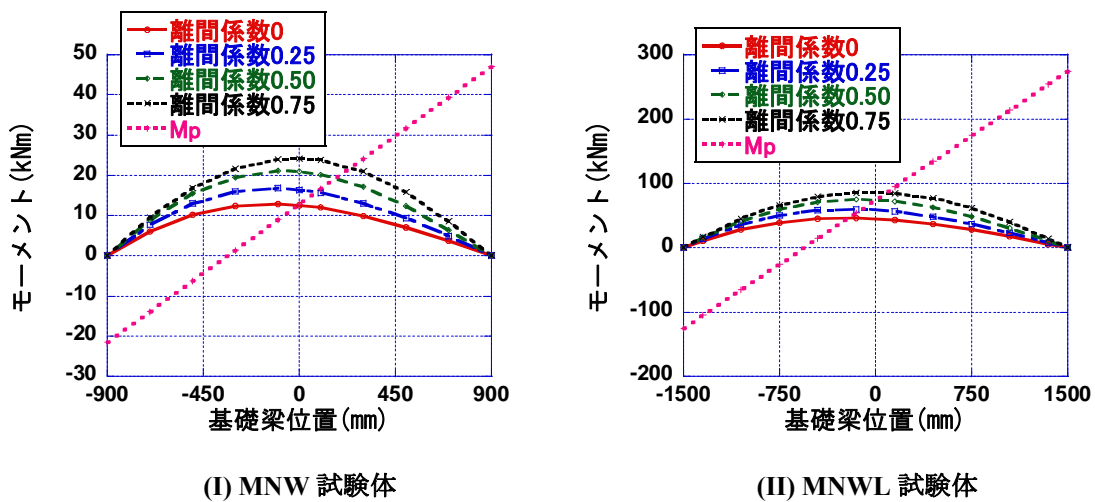 離間係数0
離間係数0.25
離間係数0.50
離間係数0.75
Mp
50
40
30
20
10
0
-10
-20
-30
モーメント(kNm)
-900
-450
0
450
900
基礎梁位置(mm)
(I) MNW 試験体
離間係数0
離間係数0.25
離間係数0.50
離間係数0.75
Mp
300
200
100
0
-100
-200
モーメント(kNm)
-1500
-750
0
750
1500
基礎梁位置(mm)
(II) MNWL 試験体